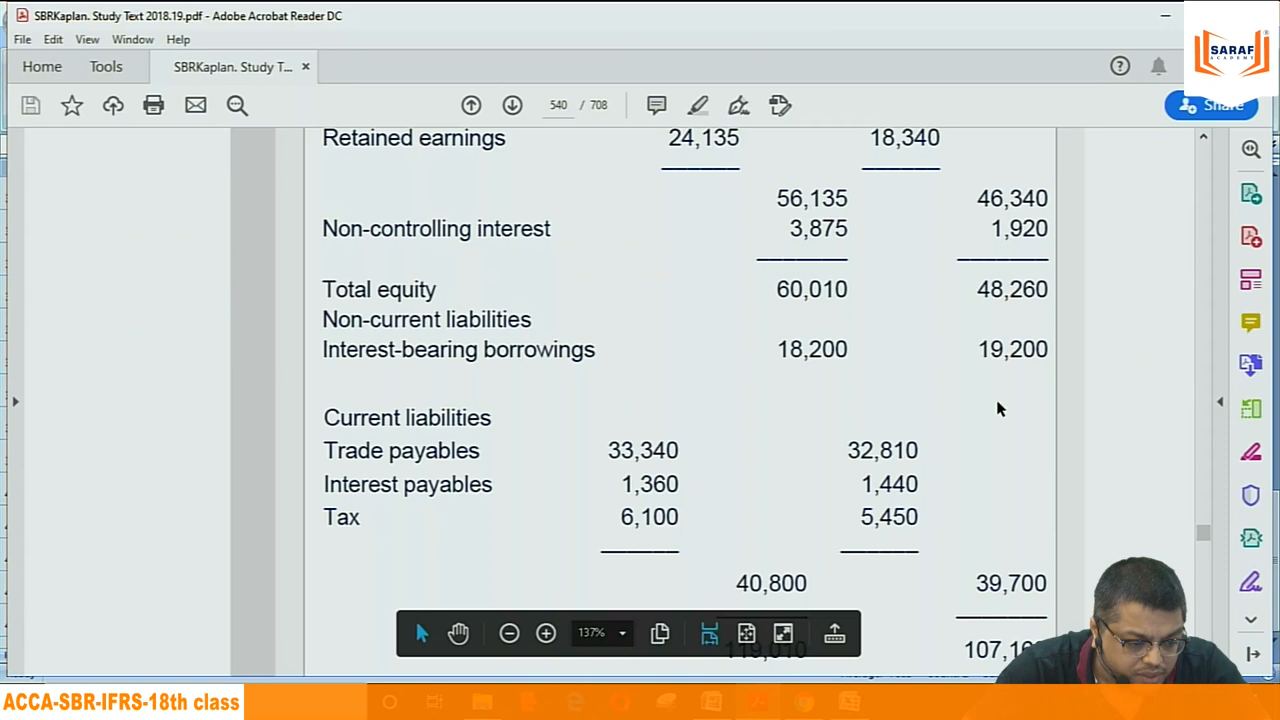 SBRKaplan. Study Text 2018.19.pdf - Adobe Acrobat Reader DC
File Edit View Window Help
Home Tools SBRKaplan. Study T... ×
540 / 708
Share
SARAF
ACADEMY
Retained earnings 24,135 18,340
56,135 46,340
Non-controlling interest 3,875 1,920
Total equity 60,010 48,260
Non-current liabilities
Interest-bearing borrowings 18,200 19,200
Current liabilities
Trade payables 33,340 32,810
Interest payables 1,360 1,440
Tax 6,100 5,450
40,800 39,700
137%
119,010
ACCA-SBR-IFRS-18th class